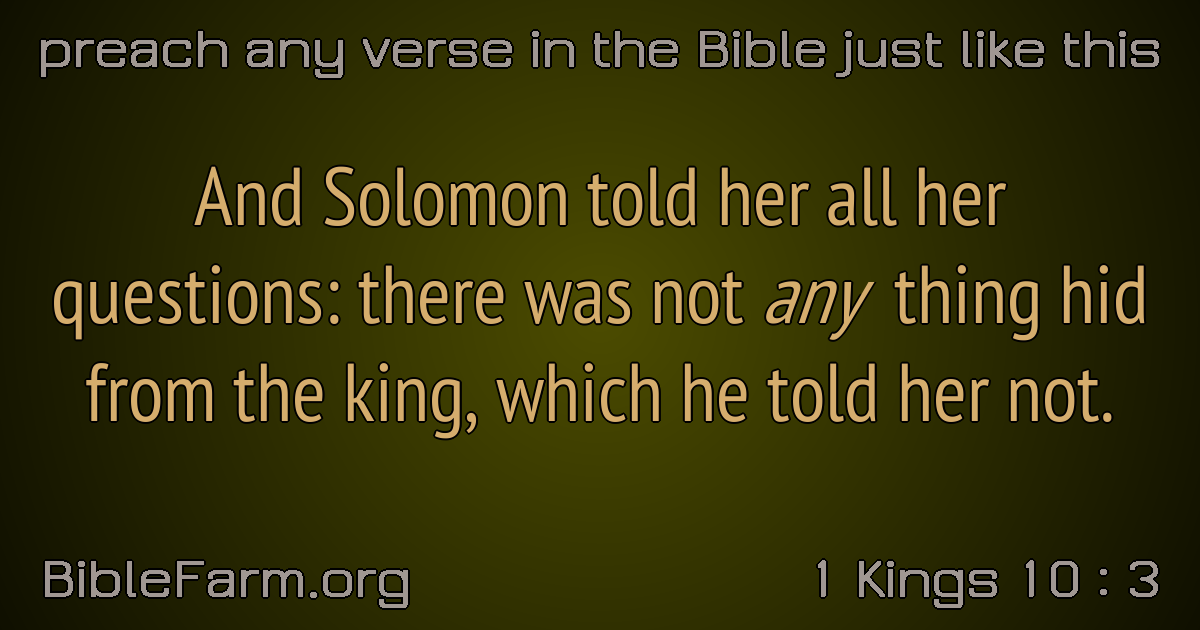 preach any verse in the Bible just like this
And Solomon told her all her
questions: there was not any thing hid
from the king, which he told her not.
BibleFarm.org
1 Kings 10 : 3